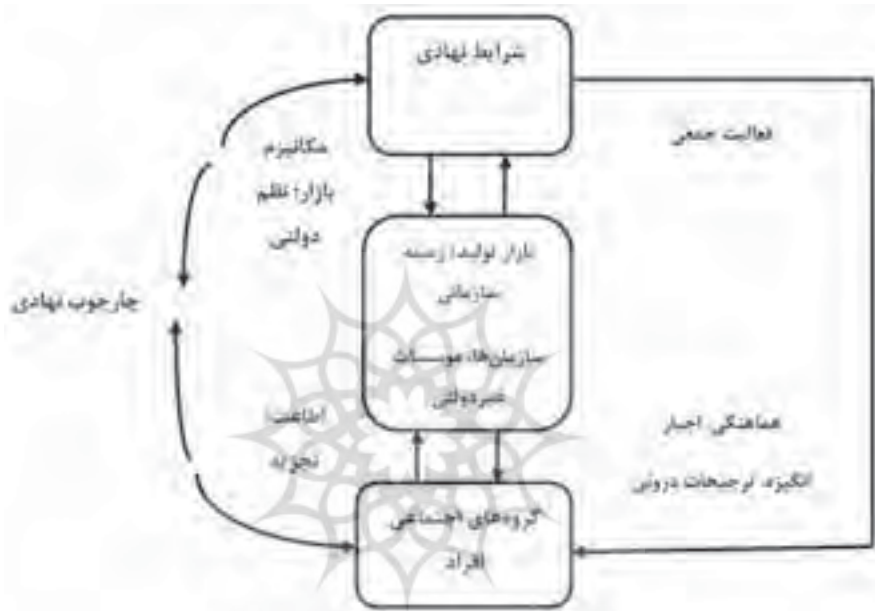 شرایط نهادی
فعالیت جمعی
مکانیزم
بازار؛ نظم
دولتی
بازار تولید؛ زمینه
سازمانی
چارچوب نهادی
سازمان‌ها، موسسات
غیردولتی
اطاعت؛
تجزیه
هماهنگی، اجبار
انگیزه، ترجیحات درونی
گروه‌های اجتماعی
افراد